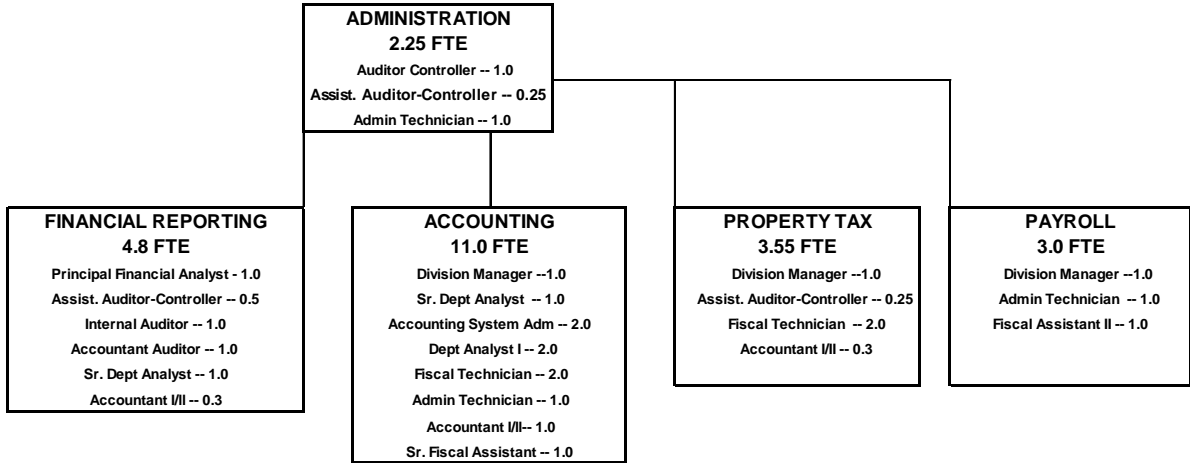 ADMINISTRATION
2.25 FTE
Auditor Controller -- 1.0
Assist. Auditor-Controller -- 0.25
Admin Technician -- 1.0
FINANCIAL REPORTING
4.8 FTE
Principal Financial Analyst - 1.0
Assist. Auditor-Controller -- 0.5
Internal Auditor -- 1.0
Accountant Auditor -- 1.0
Sr. Dept Analyst -- 1.0
Accountant I/II -- 0.3
ACCOUNTING
11.0 FTE
Division Manager --1.0
Sr. Dept Analyst -- 1.0
Accounting System Adm -- 2.0
Dept Analyst I -- 2.0
Fiscal Technician -- 2.0
Admin Technician -- 1.0
Accountant I/II-- 1.0
Sr. Fiscal Assistant -- 1.0
PROPERTY TAX
3.55 FTE
Division Manager --1.0
Assist. Auditor-Controller -- 0.25
Fiscal Technician -- 2.0
Accountant I/II -- 0.3
PAYROLL
3.0 FTE
Division Manager --1.0
Admin Technician -- 1.0
Fiscal Assistant II -- 1.0